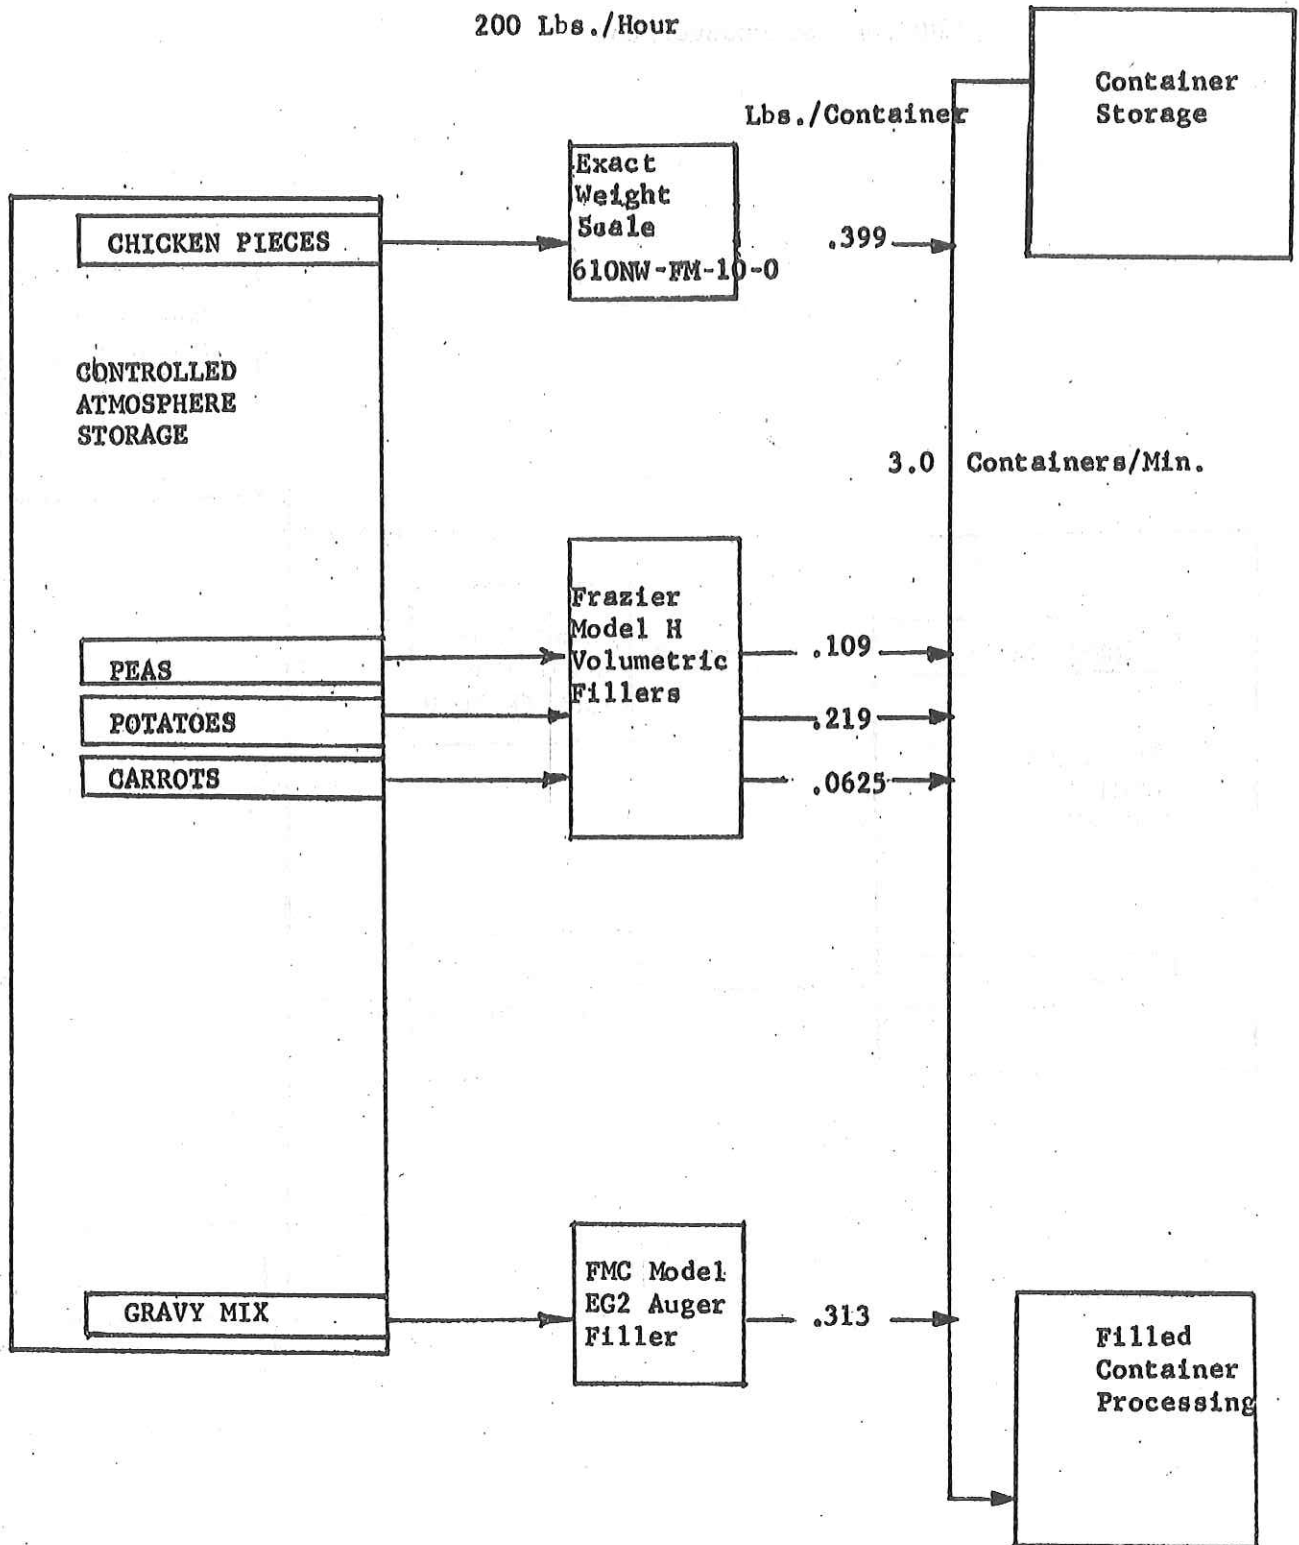 200 Lbs./Hour
Container
Storage
Lbs./Container
Exact
Weight
Scale
610NW-FM-10-0
.399
CHICKEN PIECES
CONTROLLED
ATMOSPHERE
STORAGE
3.0 Containers/Min.
Frazier
Model H
Volumetric
Fillers
PEAS
POTATOES
CARROTS
.109
.219
.0625
GRAVY MIX
FMC Model
EG2 Auger
Filler
.313
Filled
Container
Processing